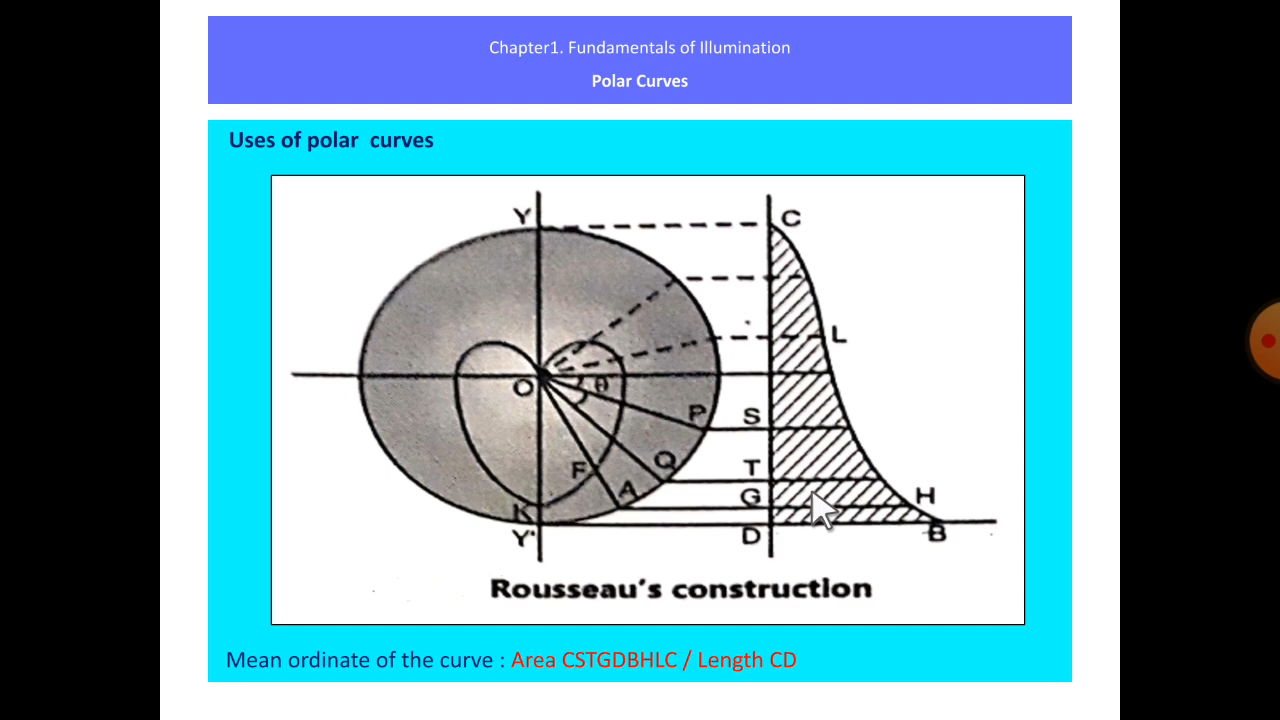 Chapter1. Fundamentals of Illumination
Polar Curves
Uses of polar curves
Y
C
L
O
θ
P
S
Q
T
F
A
G
H
K
Y'
D
B
Rousseau's construction
Mean ordinate of the curve : Area CSTGDBHLC / Length CD